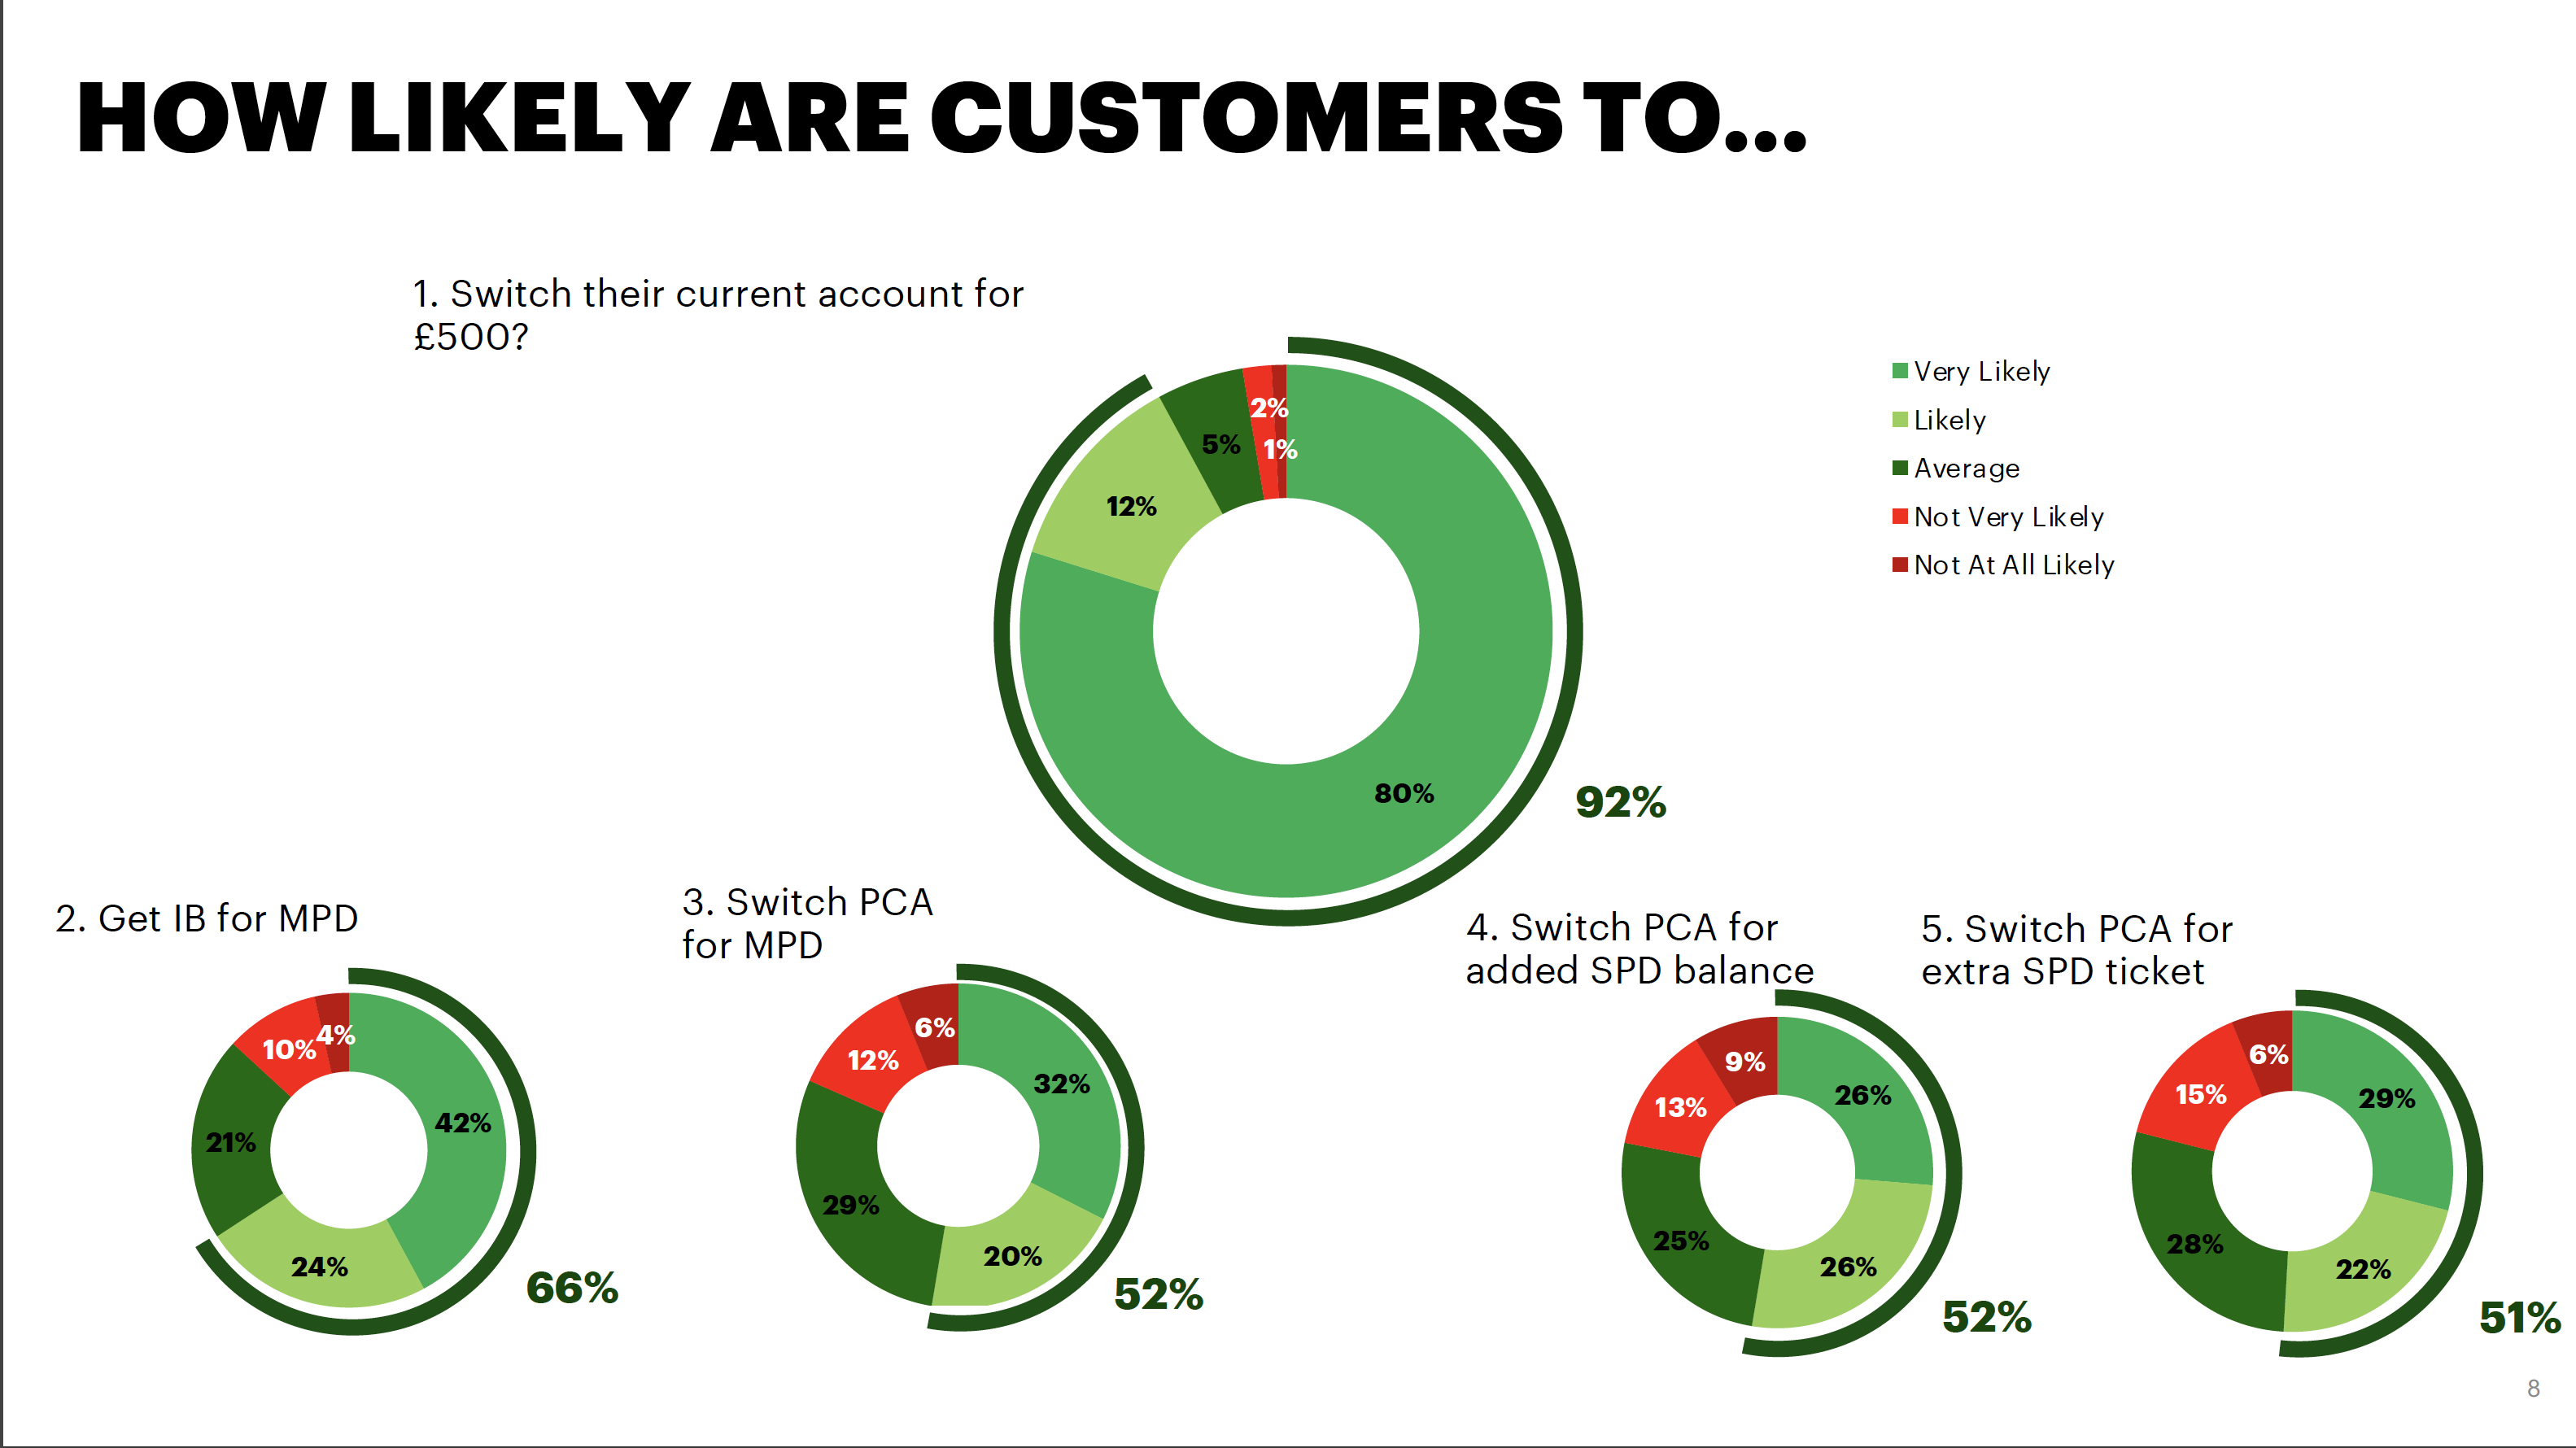 HOW LIKELY ARE CUSTOMERS TO...
1. Switch their current account for
£500?
Very Likely
Likely
Average
Not Very Likely
Not At All Likely
2%
1%
5%
12%
80%
92%
2. Get IB for MPD
4%
10%
42%
21%
24%
66%
3. Switch PCA
for MPD
6%
12%
32%
29%
20%
52%
4. Switch PCA for
added SPD balance
9%
13%
26%
25%
26%
52%
5. Switch PCA for
extra SPD ticket
6%
15%
29%
28%
22%
51%
8